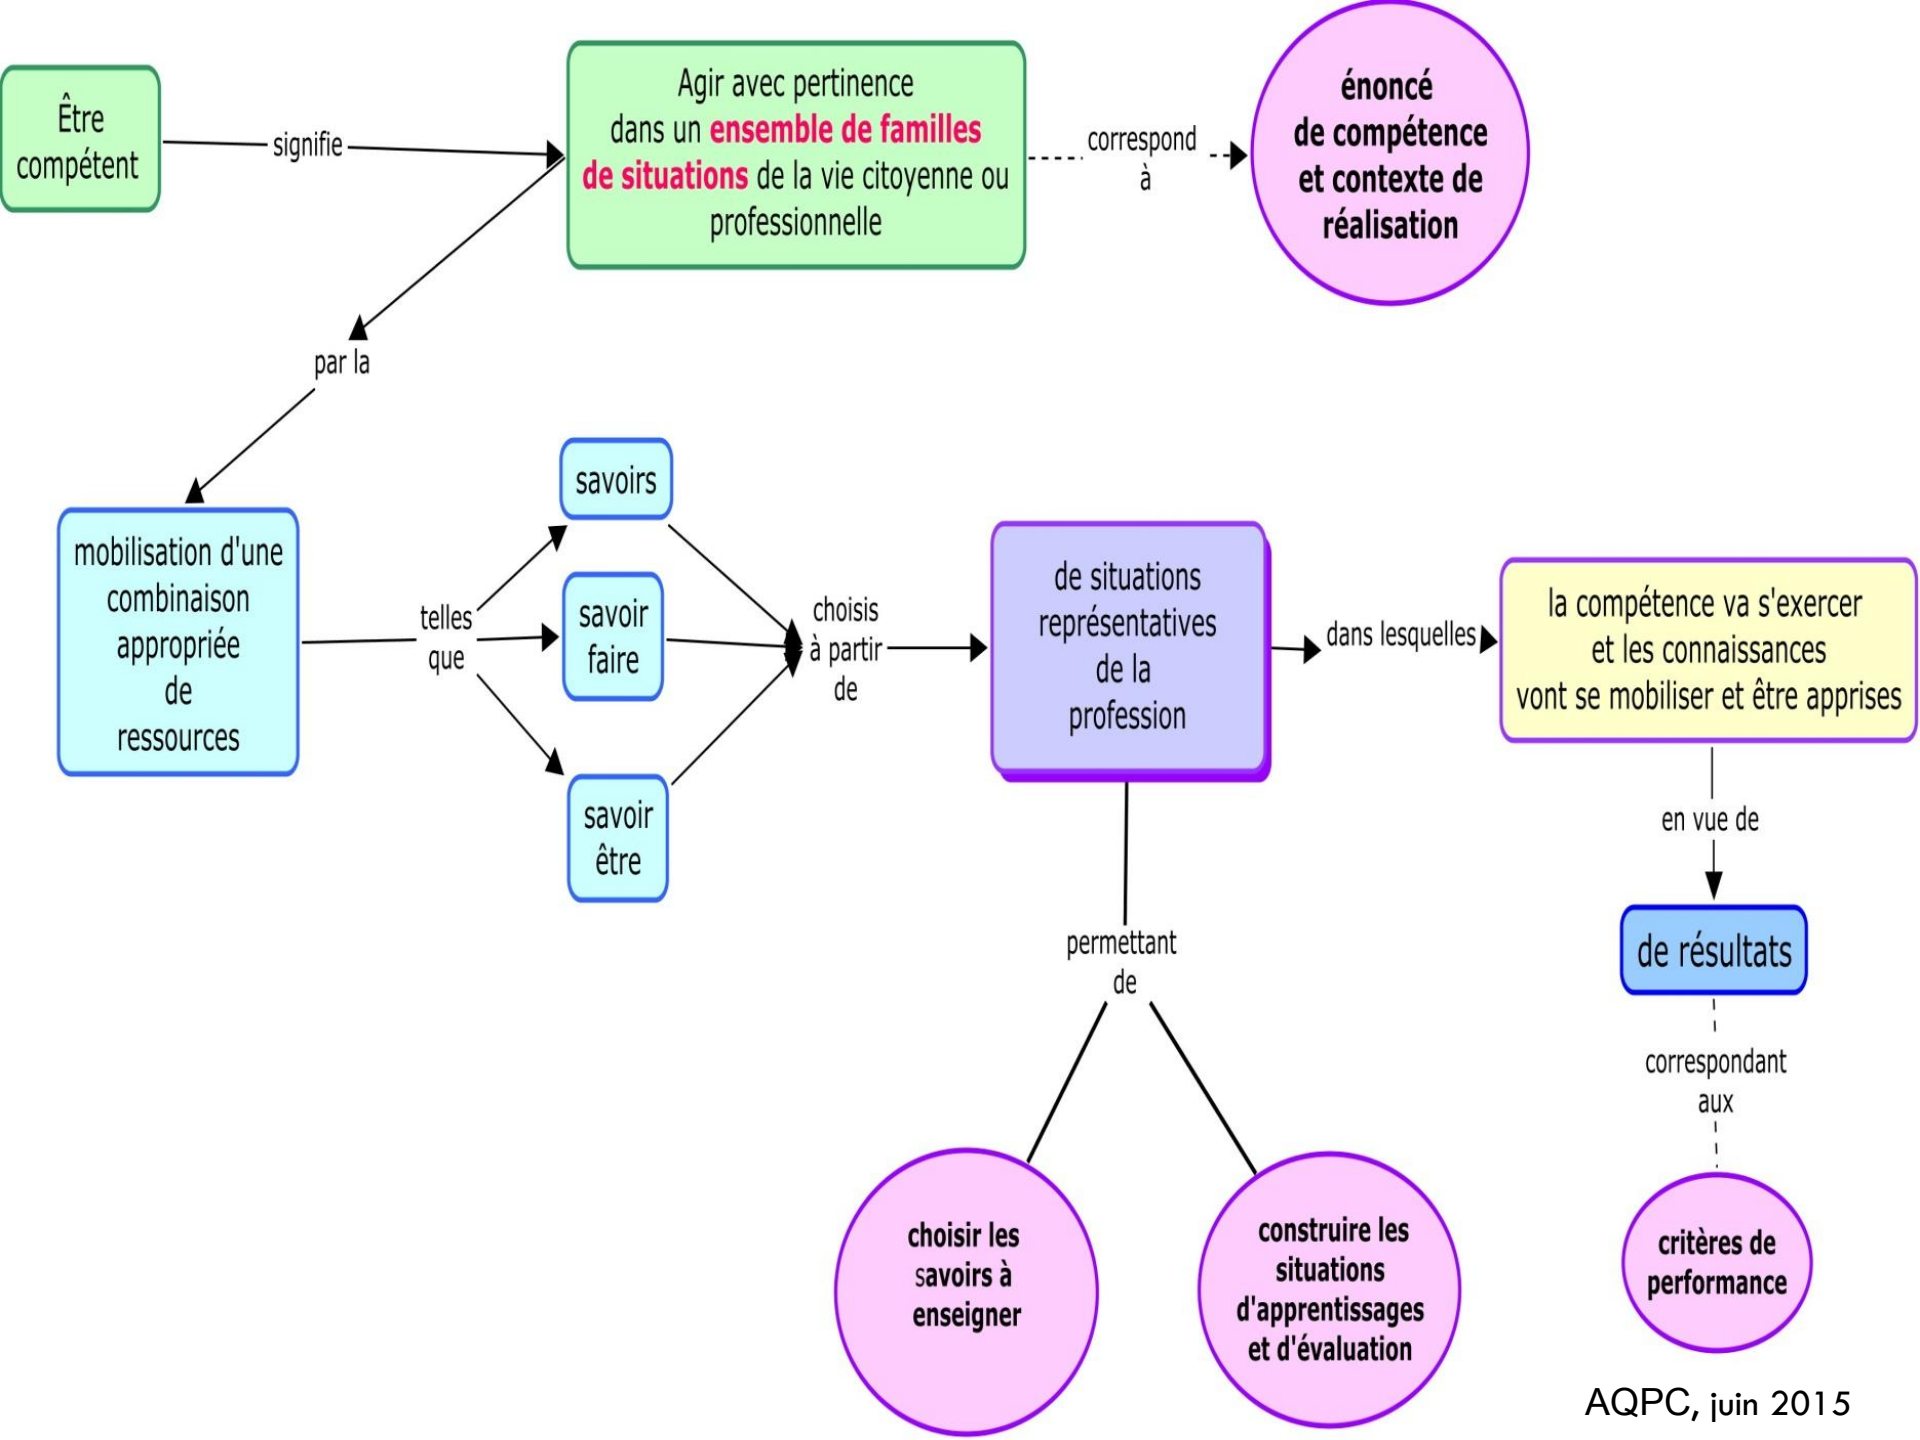 Être
compétent
signifie
Agir avec pertinence
dans un ensemble de familles
de situations de la vie citoyenne ou
professionnelle
correspond
à
énoncé
de compétence
et contexte de
réalisation
par la
mobilisation d'une
combinaison
appropriée
de
ressources
telles
que
savoirs
savoir
faire
savoir
être
choisis
à partir
de
de situations
représentatives
de la
profession
dans lesquelles
la compétence va s'exercer
et les connaissances
vont se mobiliser et être apprises
en vue de
de résultats
correspondant
aux
critères de
performance
permettant
de
choisir les
savoirs à
enseigner
construire les
situations
d'apprentissages
et d'évaluation
AQPC, juin 2015